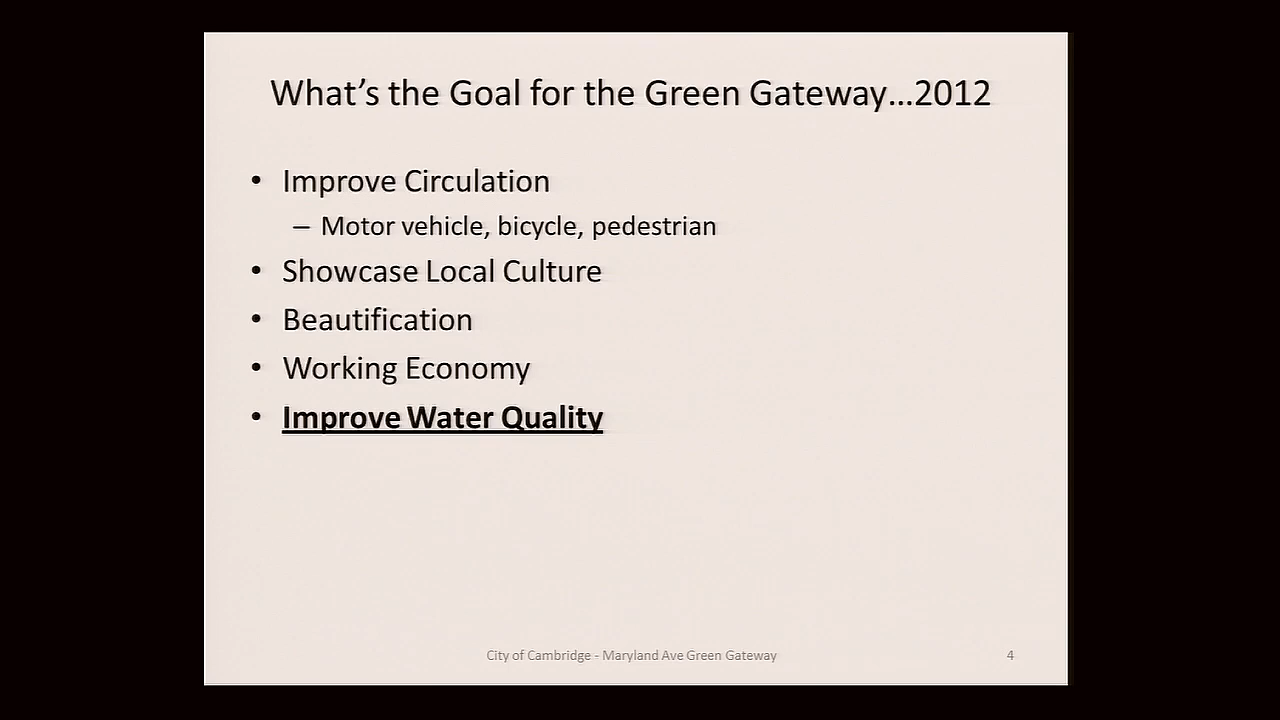 What's the Goal for the Green Gateway...2012
• Improve Circulation
– Motor vehicle, bicycle, pedestrian
• Showcase Local Culture
• Beautification
• Working Economy
• Improve Water Quality
City of Cambridge - Maryland Ave Green Gateway 4